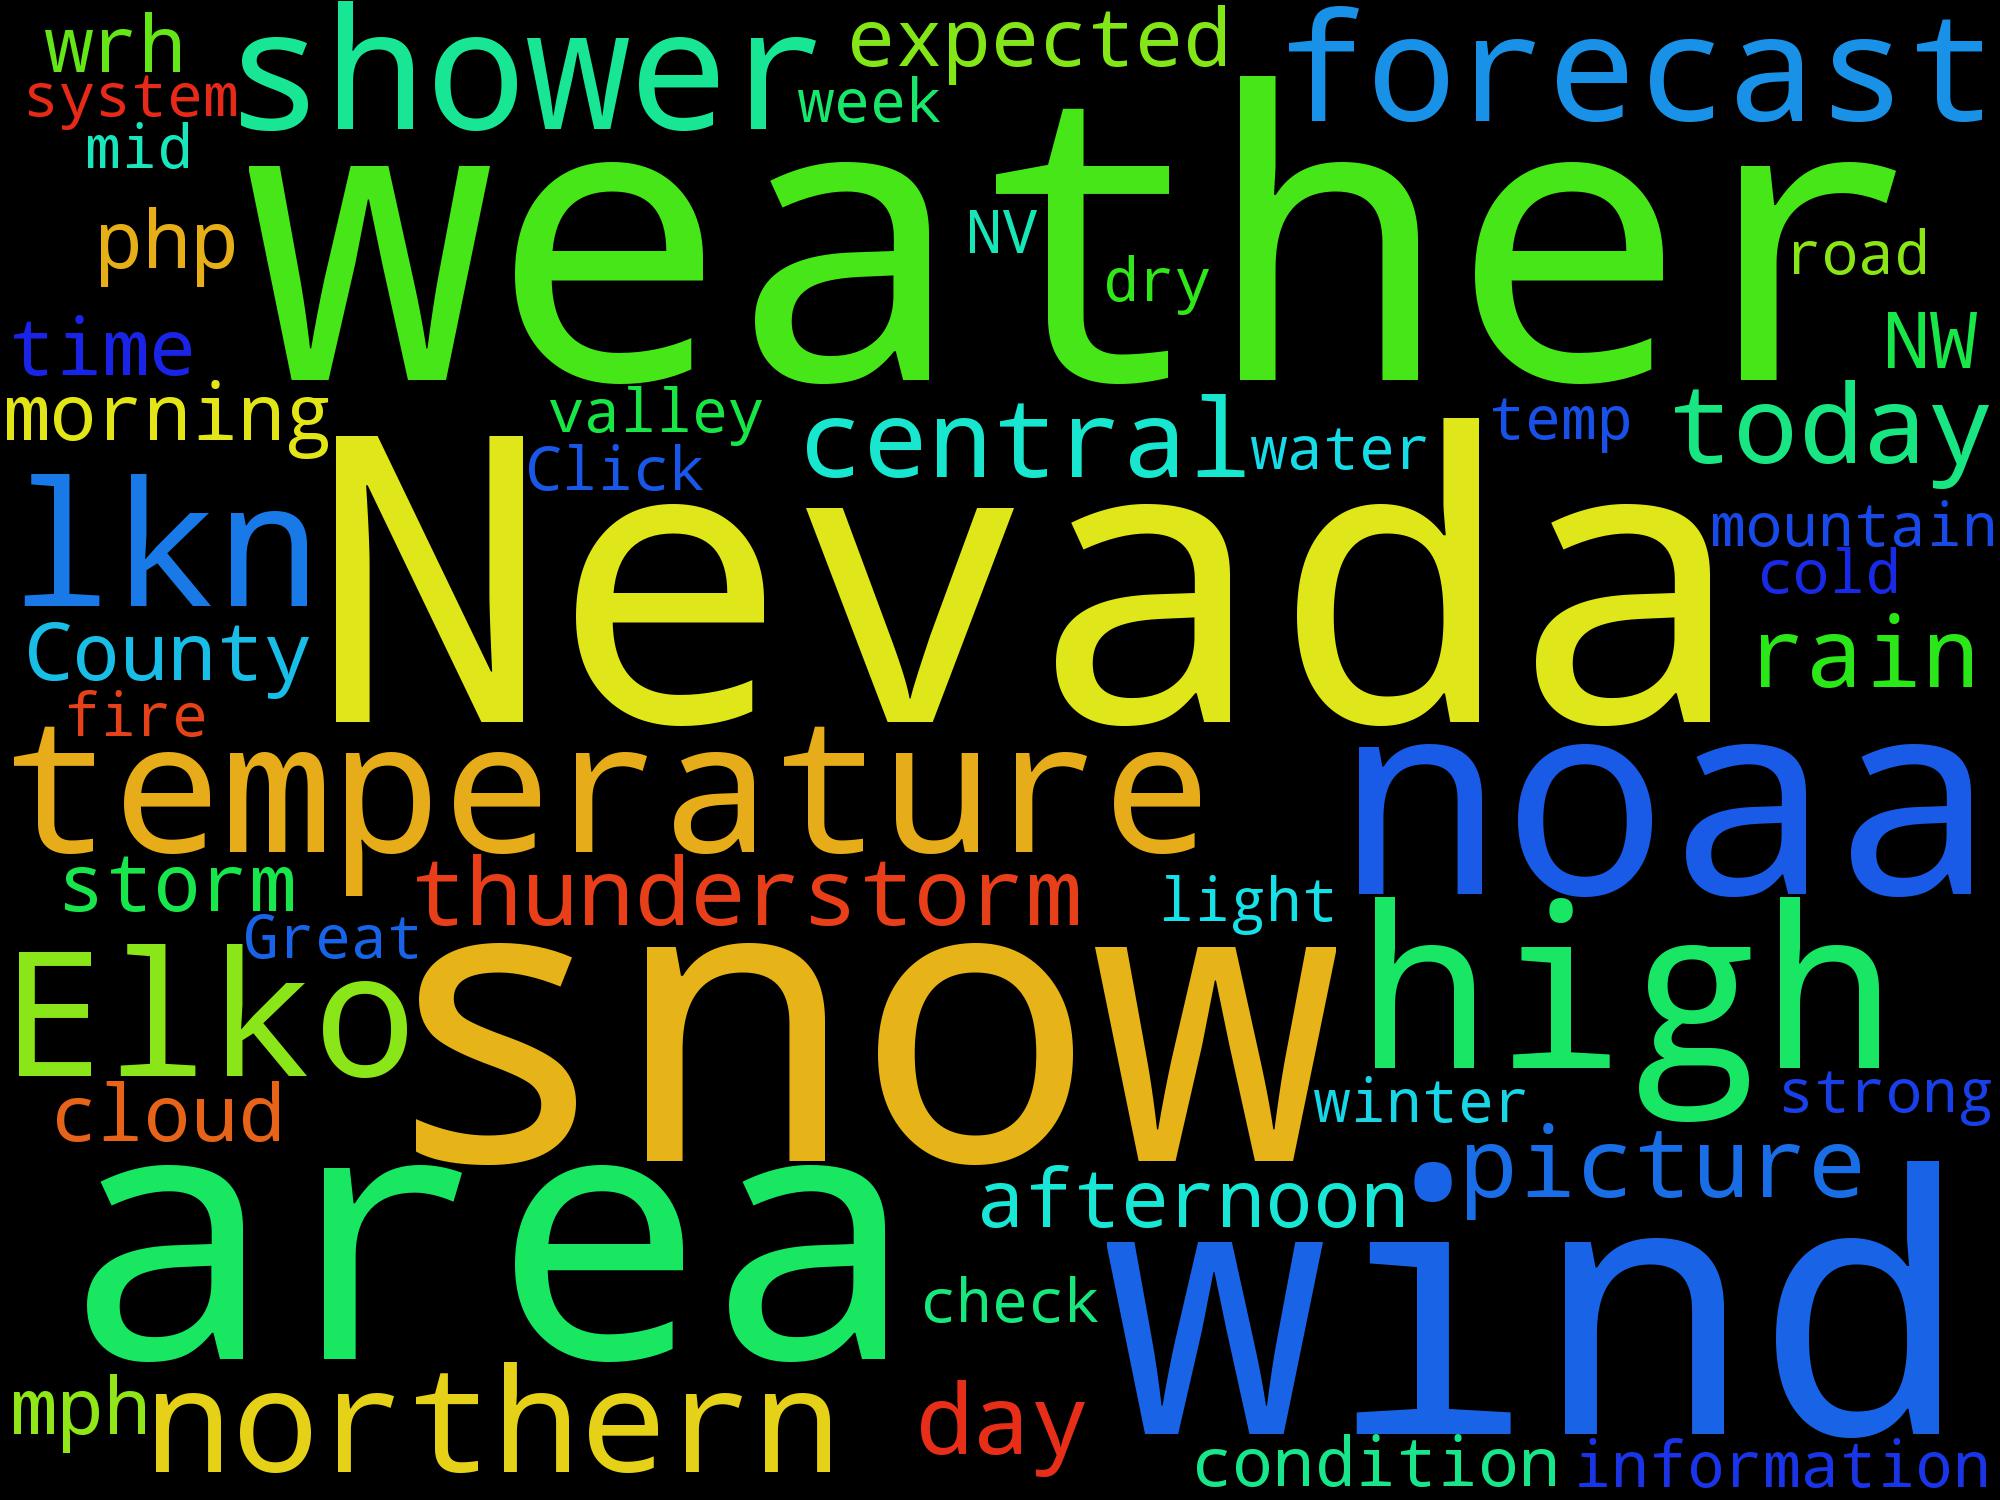 wrh
shower
expected
forecast
system
week
mid
weather
php
NV
dry
road
time
NW
morning
valley
central
water
temp
today
Click
lkn
Nevada
mountain
cold
County
rain
fire
temperature
noaa
storm
thunderstorm
light
high
Great
Elko
snow
cloud
winter
strong
picture
area
afternoon
wind
check
mph
northern
day
condition
information